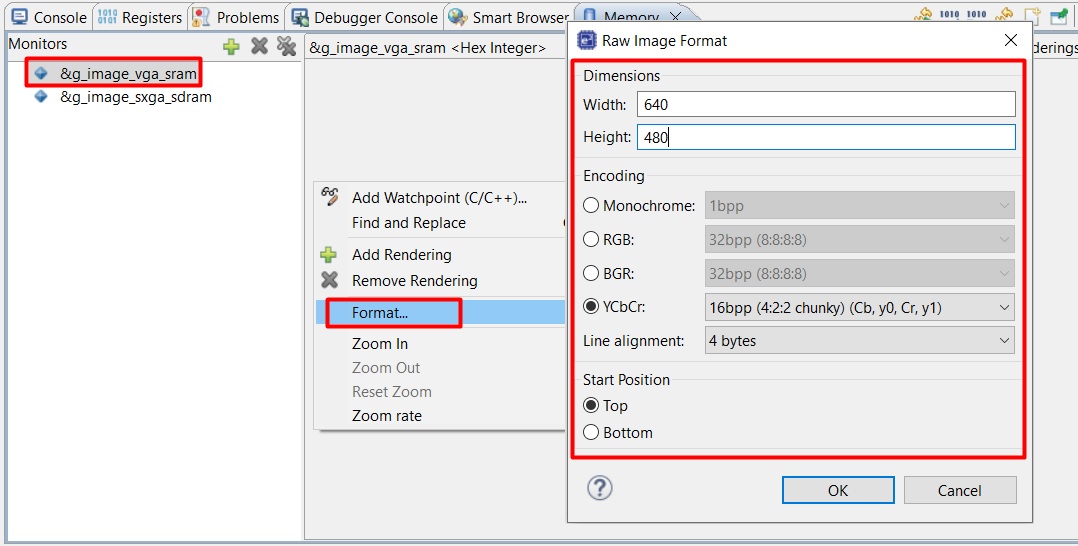 Console Registers Problems Debugger Console Smart Browser Memory
Monitors
&g_image_vga_sram
&g_image_sxga_sdram
&g_image_vga_sram <Hex Integer>
Add Watchpoint (C/C++)...
Find and Replace
Add Rendering
Remove Rendering
Format...
Zoom In
Zoom Out
Reset Zoom
Zoom rate
Raw Image Format
Dimensions
Width: 640
Height: 480
Encoding
Monochrome: 1bpp
RGB: 32bpp (8:8:8:8)
BGR: 32bpp (8:8:8:8)
YCbCr: 16bpp (4:2:2 chunky) (Cb, y0, Cr, y1)
Line alignment: 4 bytes
Start Position
Top
Bottom
OK Cancel